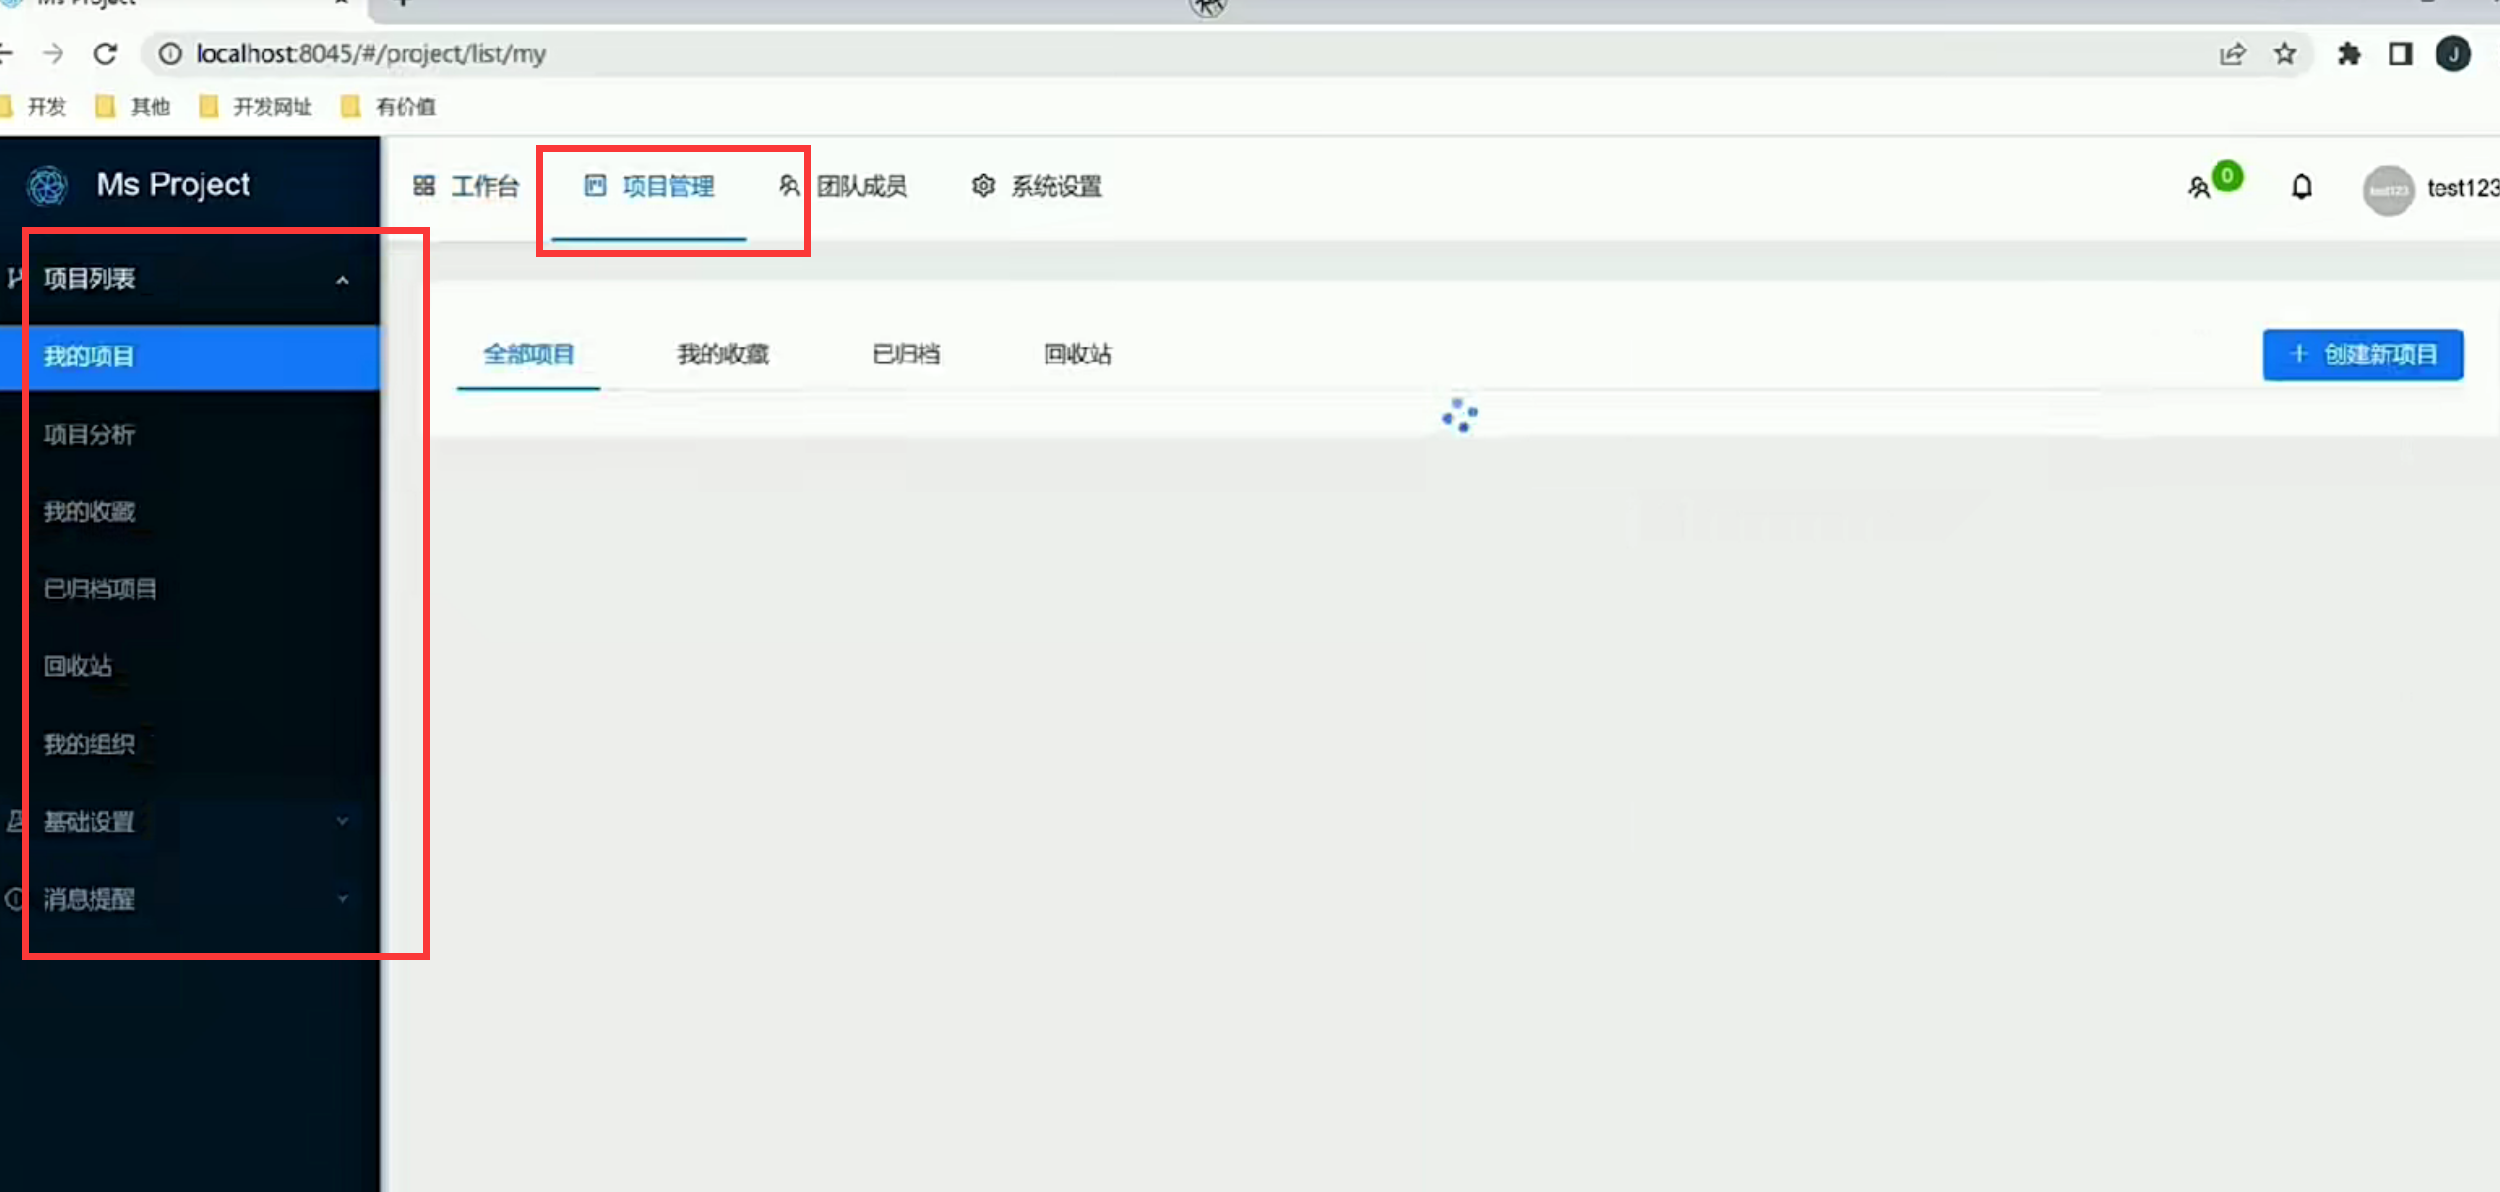 Ms Project
localhost:8045/#/project/list/my
J
开发 其他 开发网址 有价值
Ms Project
工作台 项目管理 团队成员 系统设置
0
test123
test123
项目列表
我的项目
项目分析
我的收藏
已归档项目
回收站
我的组织
基础设置
消息提醒
全部项目 我的收藏 已归档 回收站
+ 创建新项目